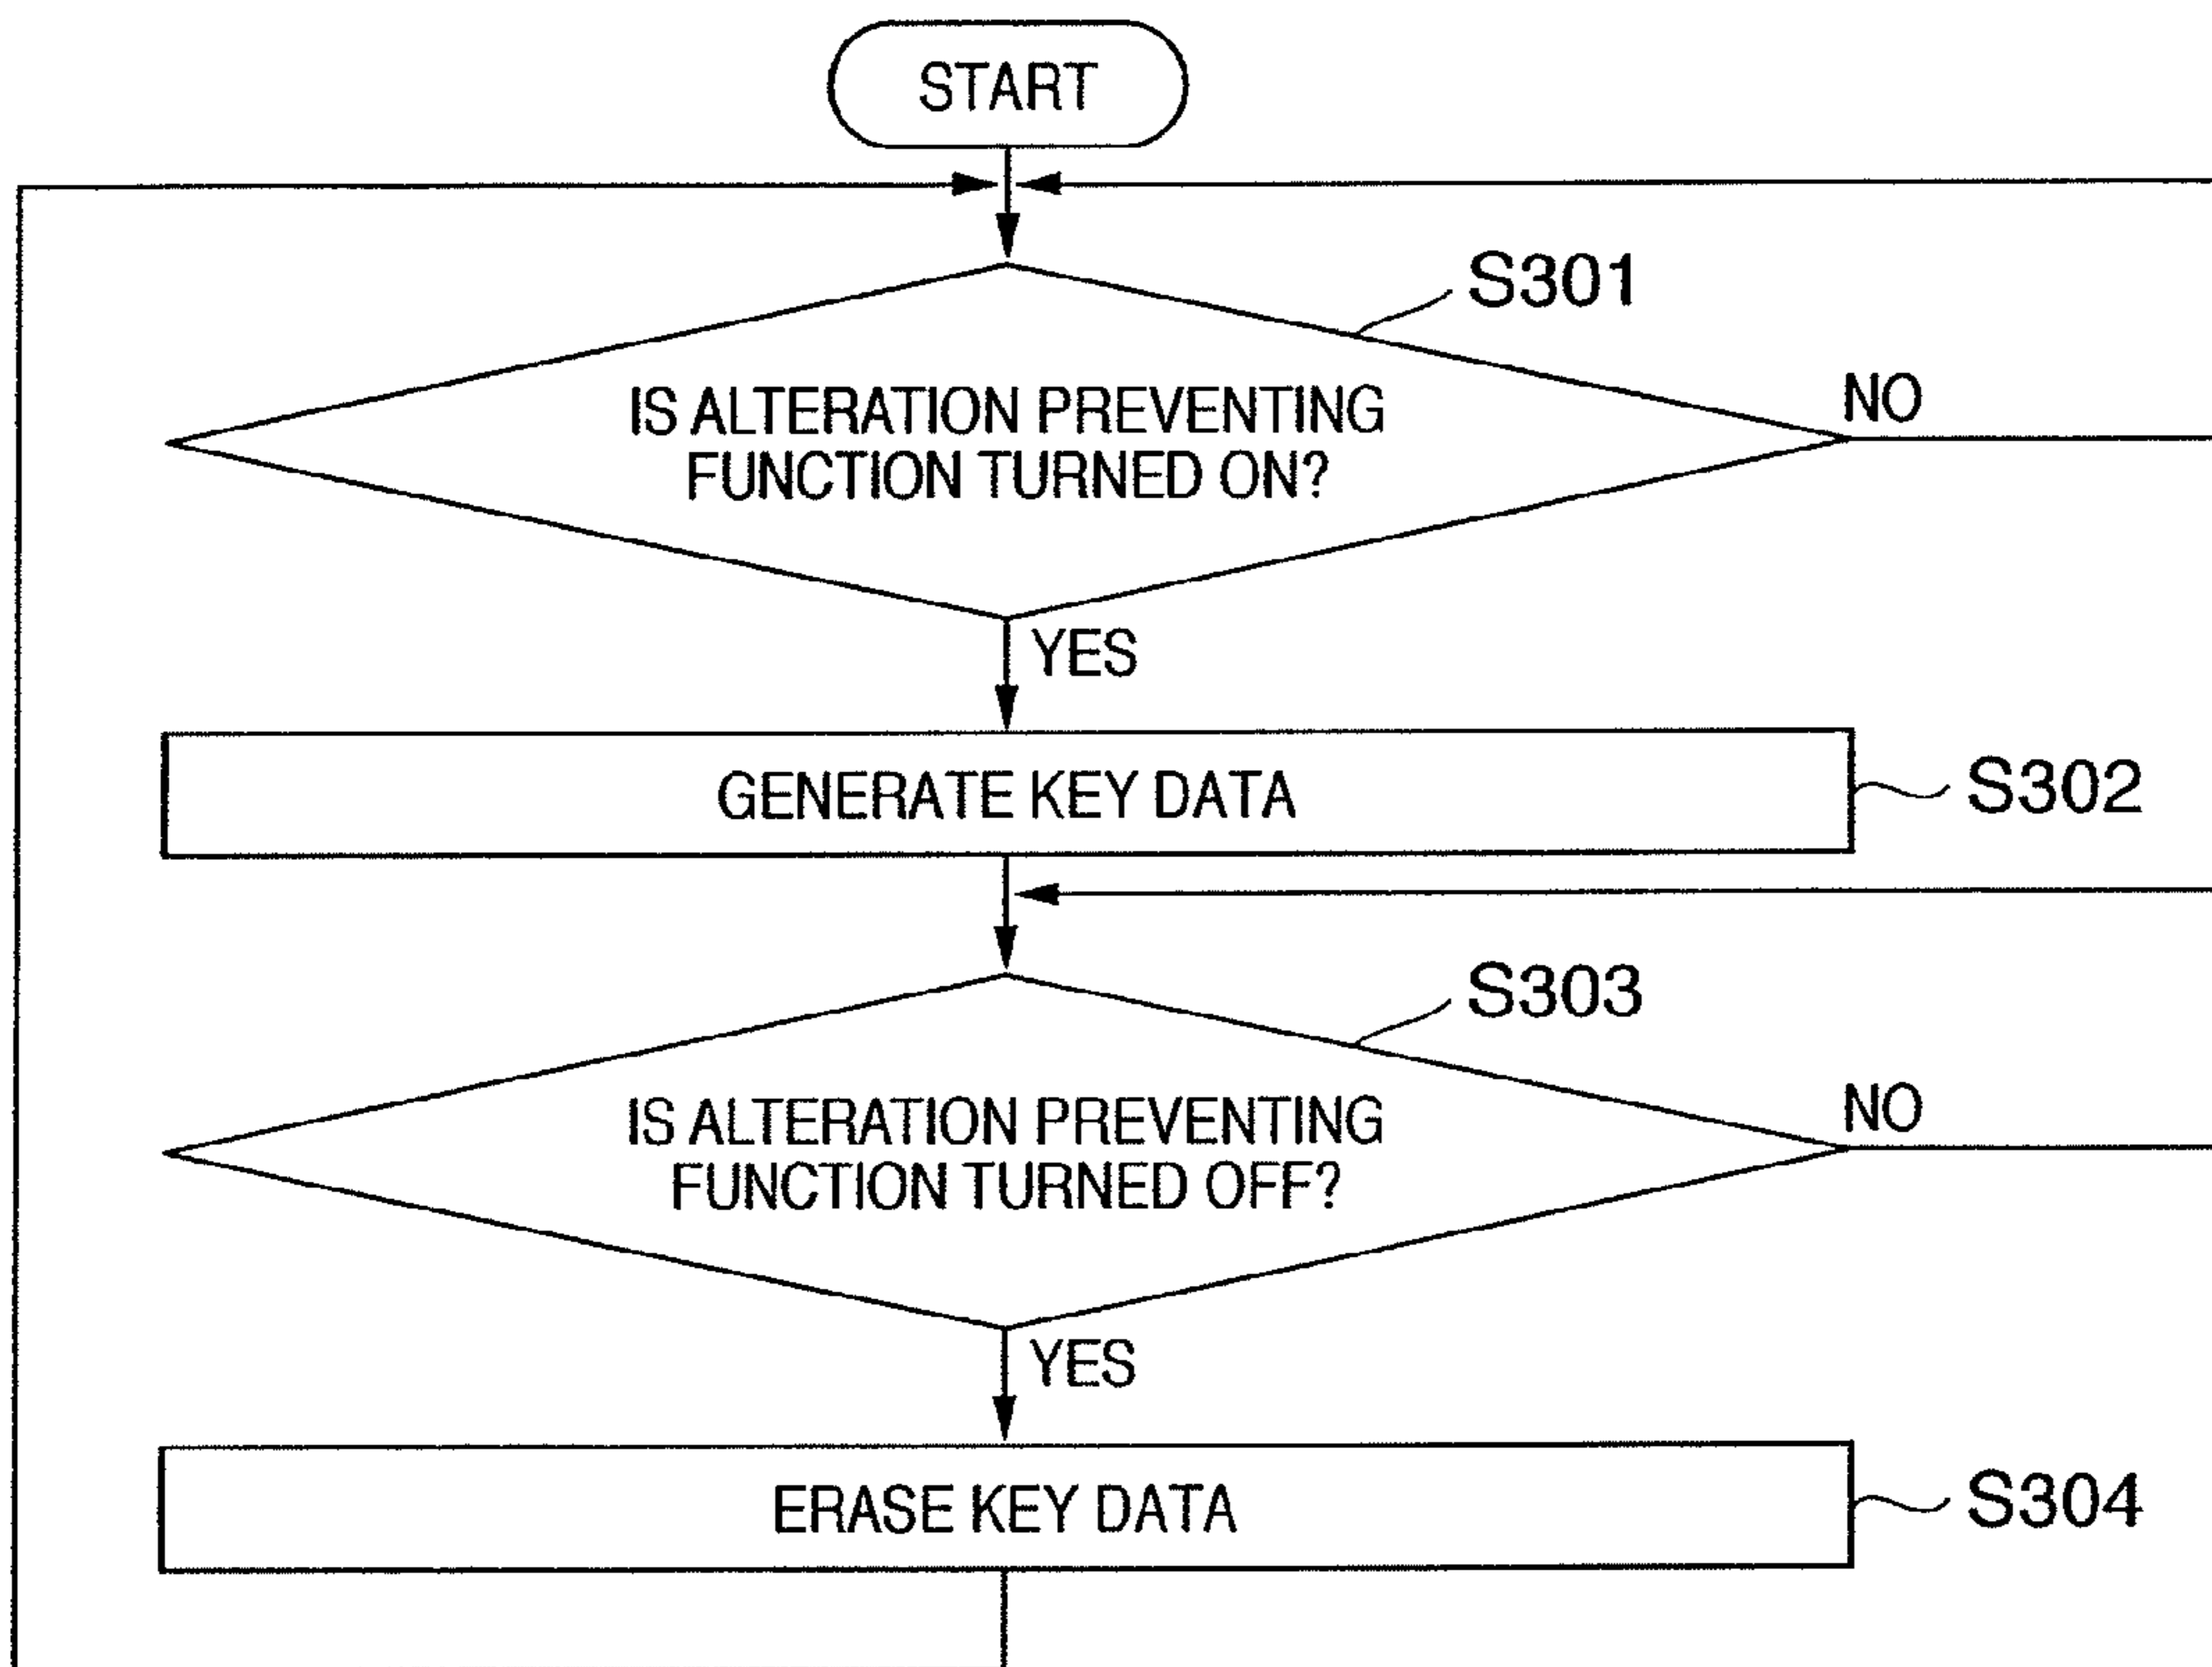 START
S301
IS ALTERATION PREVENTING
FUNCTION TURNED ON?
NO
YES
GENERATE KEY DATA
S302
S303
IS ALTERATION PREVENTING
FUNCTION TURNED OFF?
NO
YES
ERASE KEY DATA
S304